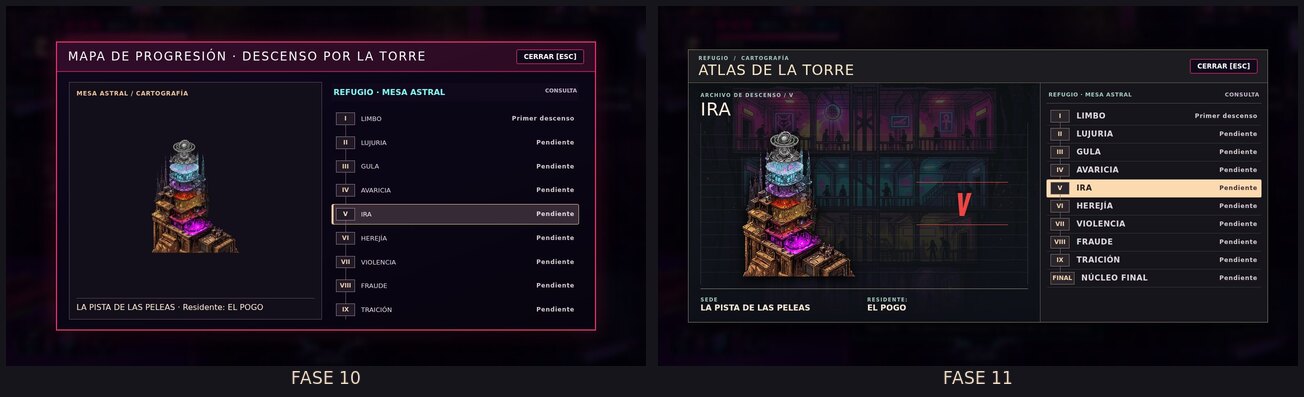 MAPA DE PROGRESIÓN · DESCENSO POR LA TORRE
CERRAR [ESC]
MESA ASTRAL / CARTOGRAFÍA
LA PISTA DE LAS PELEAS · Residente: EL POGO
REFUGIO · MESA ASTRAL
CONSULTA
I LIMBO Primer descenso
II LUJURIA Pendiente
III GULA Pendiente
IV AVARICIA Pendiente
V IRA Pendiente
VI HEREJÍA Pendiente
VII VIOLENCIA Pendiente
VIII FRAUDE Pendiente
IX TRAICIÓN Pendiente
FASE 10
REFUGIO / CARTOGRAFÍA
ATLAS DE LA TORRE
CERRAR [ESC]
ARCHIVO DE DESCENSO / V
IRA
V
SEDE
LA PISTA DE LAS PELEAS
RESIDENTE:
EL POGO
REFUGIO · MESA ASTRAL
CONSULTA
I LIMBO Primer descenso
II LUJURIA Pendiente
III GULA Pendiente
IV AVARICIA Pendiente
V IRA Pendiente
VI HEREJÍA Pendiente
VII VIOLENCIA Pendiente
VIII FRAUDE Pendiente
IX TRAICIÓN Pendiente
FINAL NÚCLEO FINAL Pendiente
FASE 11